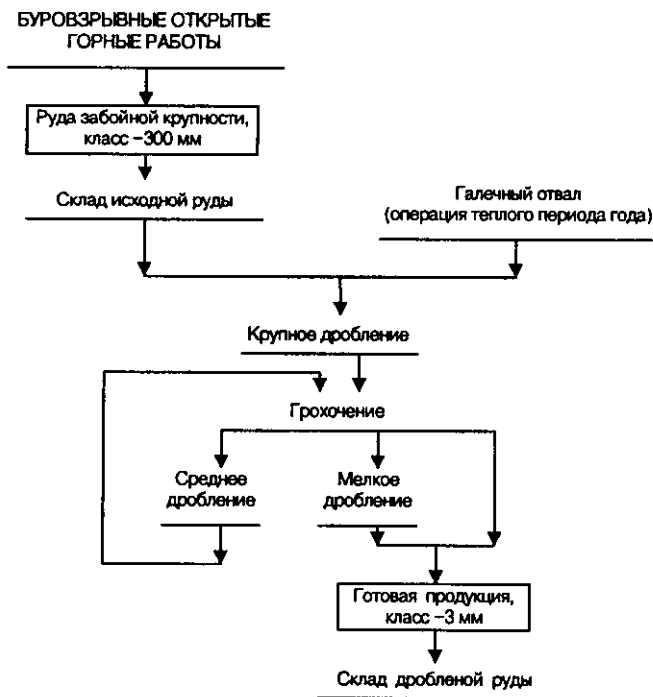 БУРОВЗРЫВНЫЕ ОТКРЫТЫЕ
ГОРНЫЕ РАБОТЫ
Руда забойной крупности,
класс −300 мм
Склад исходной руды
Галечный отвал
(операция теплого периода года)
Крупное дробление
Грохочение
Среднее
дробление
Мелкое
дробление
Готовая продукция,
класс −3 мм
Склад дробленой руды